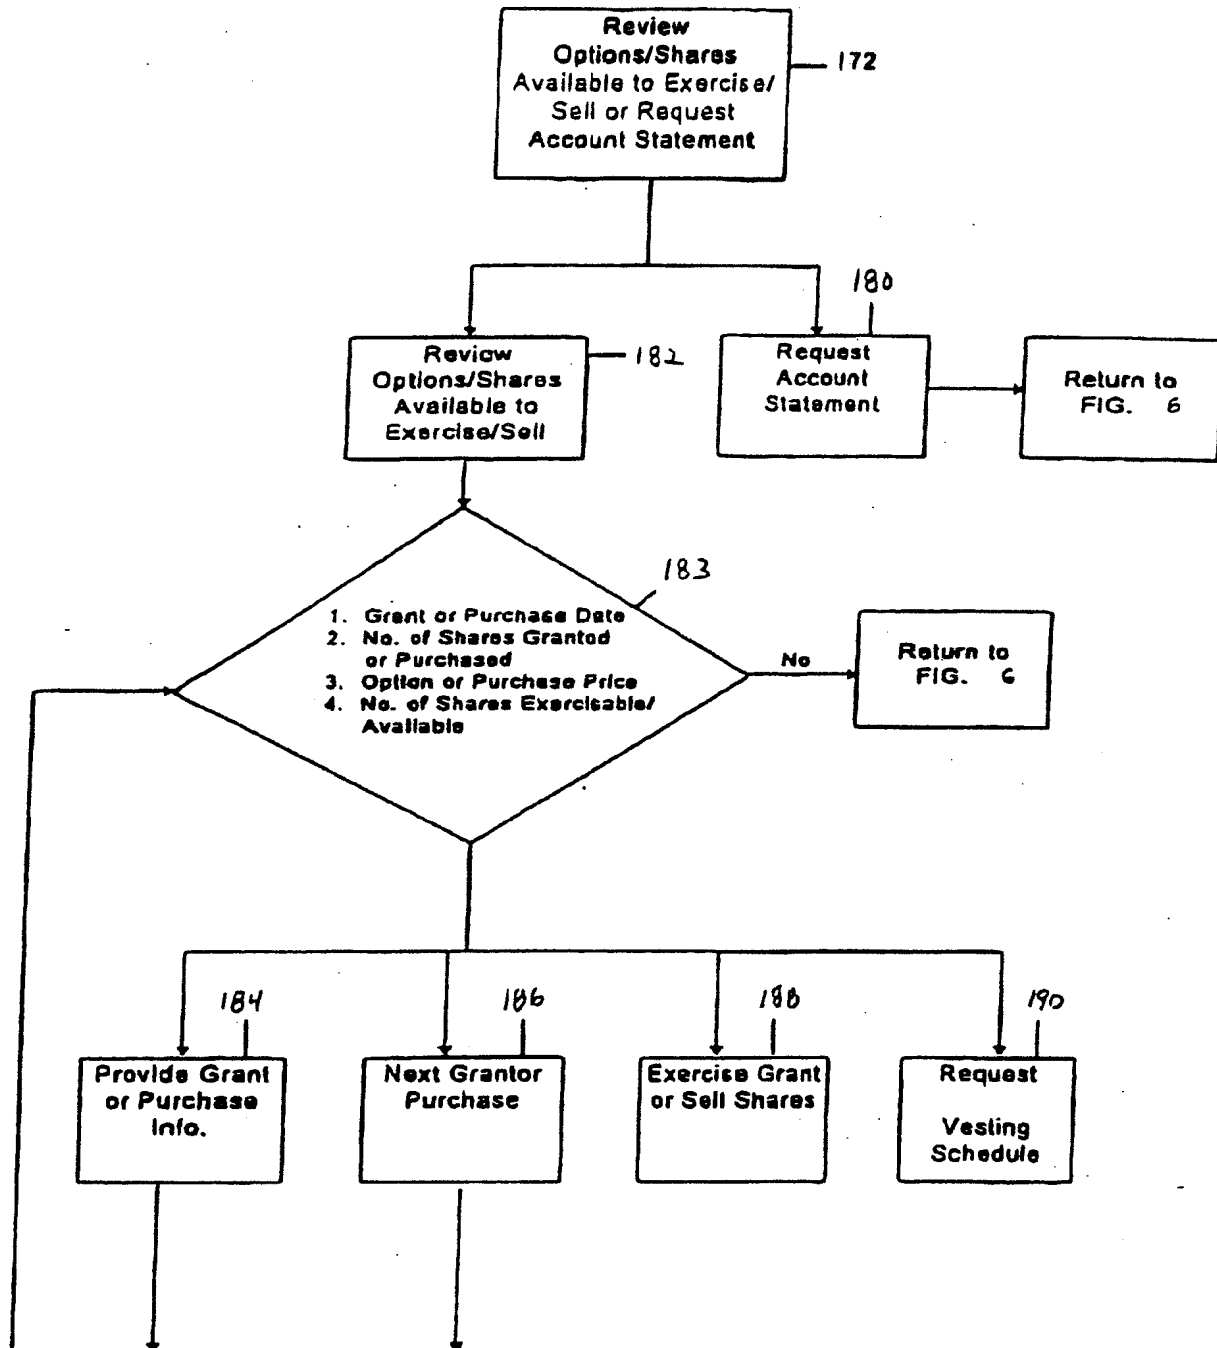 Review
Options/Shares
Available to Exercise/
Sell or Request
Account Statement
172
180
Review
Options/Shares
Available to
Exercise/Sell
182
Request
Account
Statement
Return to
FIG. 6
183
1. Grant or Purchase Date
2. No. of Shares Granted
or Purchased
3. Option or Purchase Price
4. No. of Shares Exercisable/
Available
No
Return to
FIG. 6
184
186
188
190
Provide Grant
or Purchase
Info.
Next Grantor
Purchase
Exercise Grant
or Sell Shares
Request
Vesting
Schedule